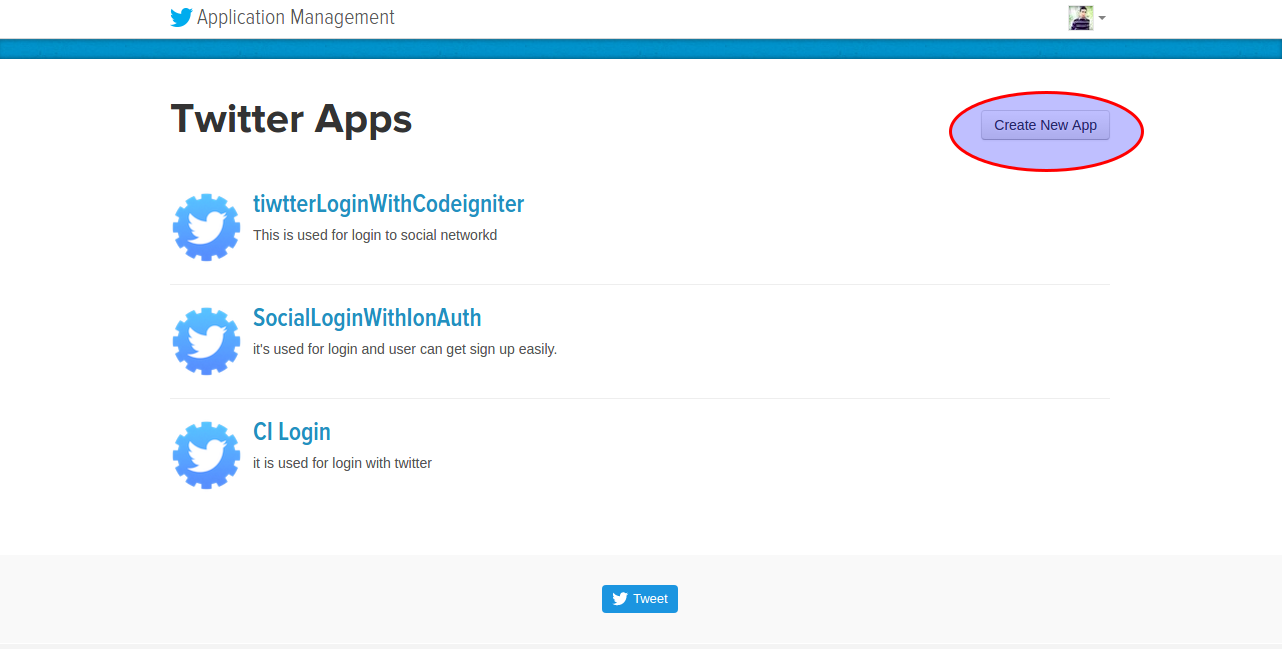 Application Management
Twitter Apps
Create New App
tiwtterLoginWithCodeigniter
This is used for login to social networkd
SocialLoginWithIonAuth
it's used for login and user can get sign up easily.
CI Login
it is used for login with twitter
Tweet